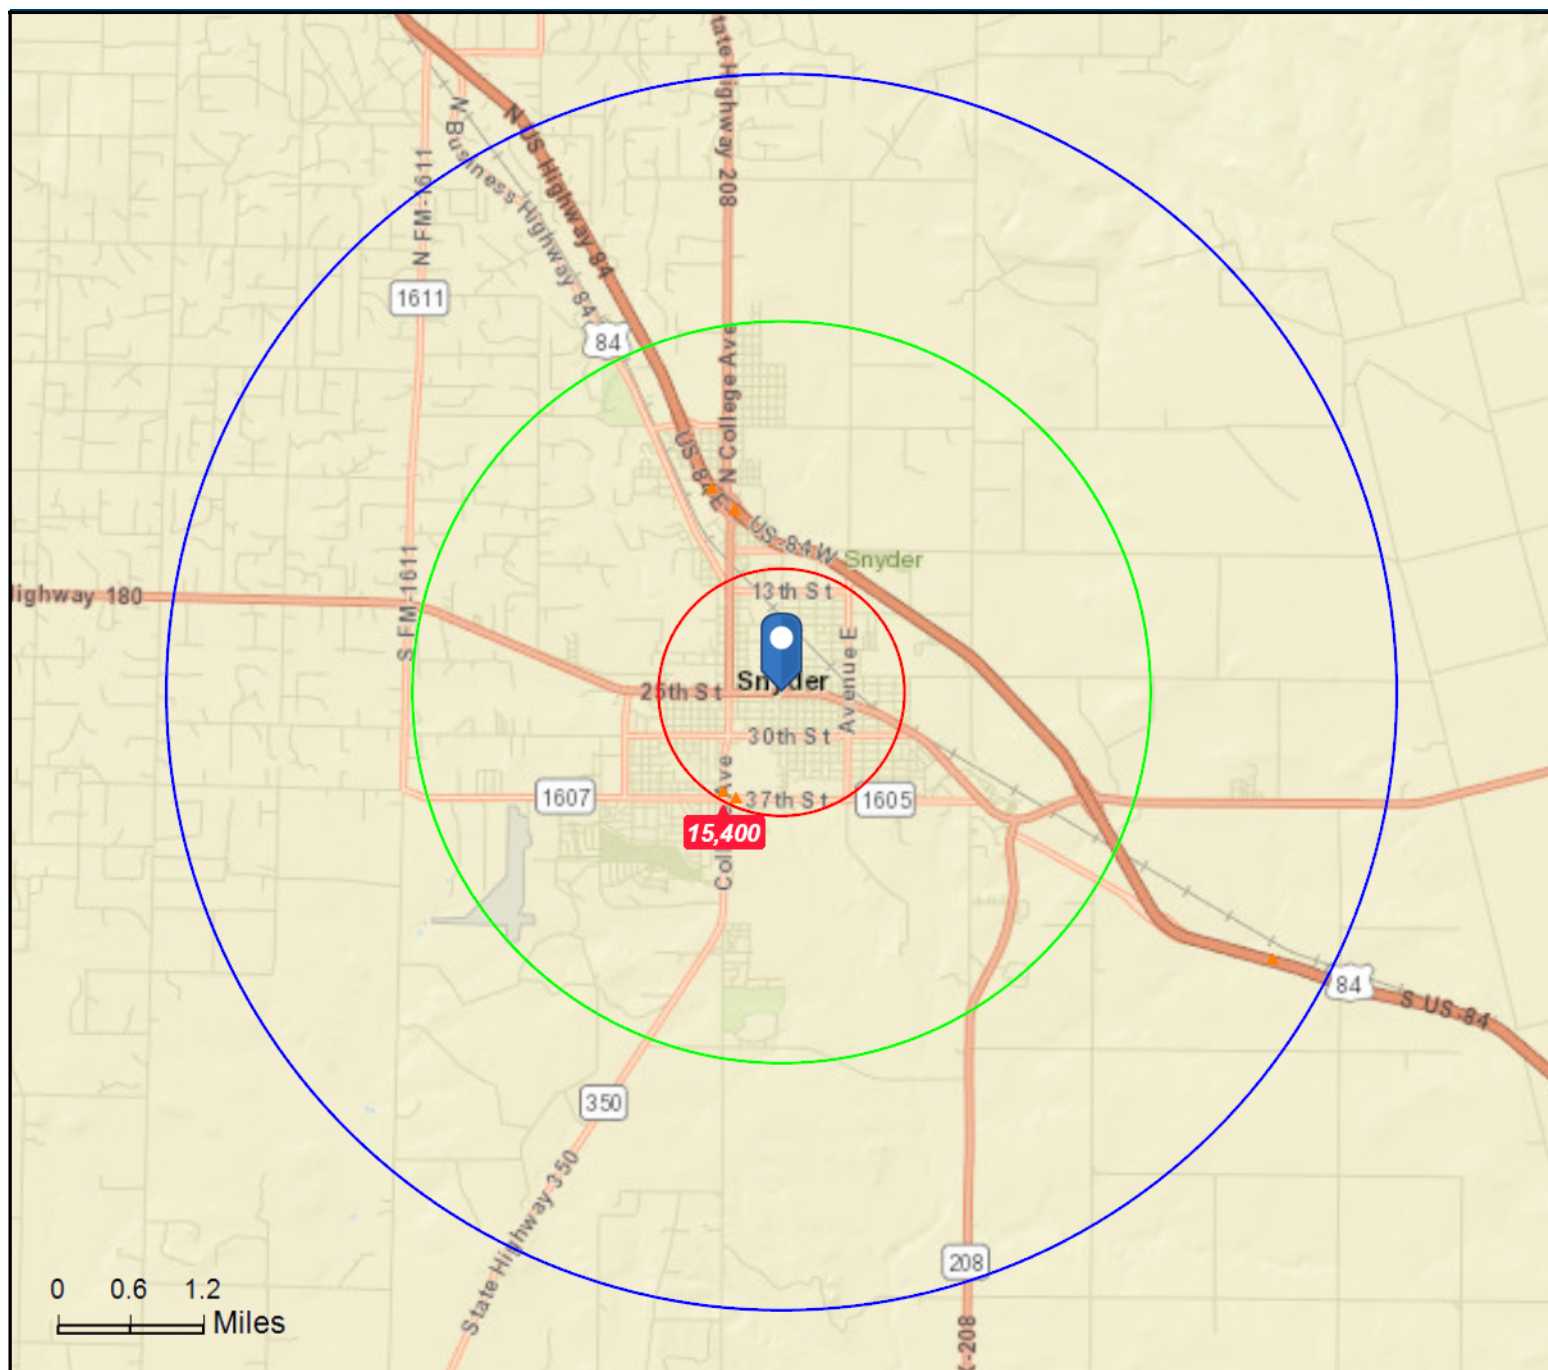 tate Highway 208
N US Highway 84
N Business Highway 84
N FM-1611
1611
84
N College Ave
US-84 E
US-84 W
Snyder
13th St
Highway 180
S FM-1611
Avenue E
Snyder
25th St
30th St
1607
37th St
1605
15,400
84
S US-84
350
State Highway 350
208
0 0.6 1.2
Miles